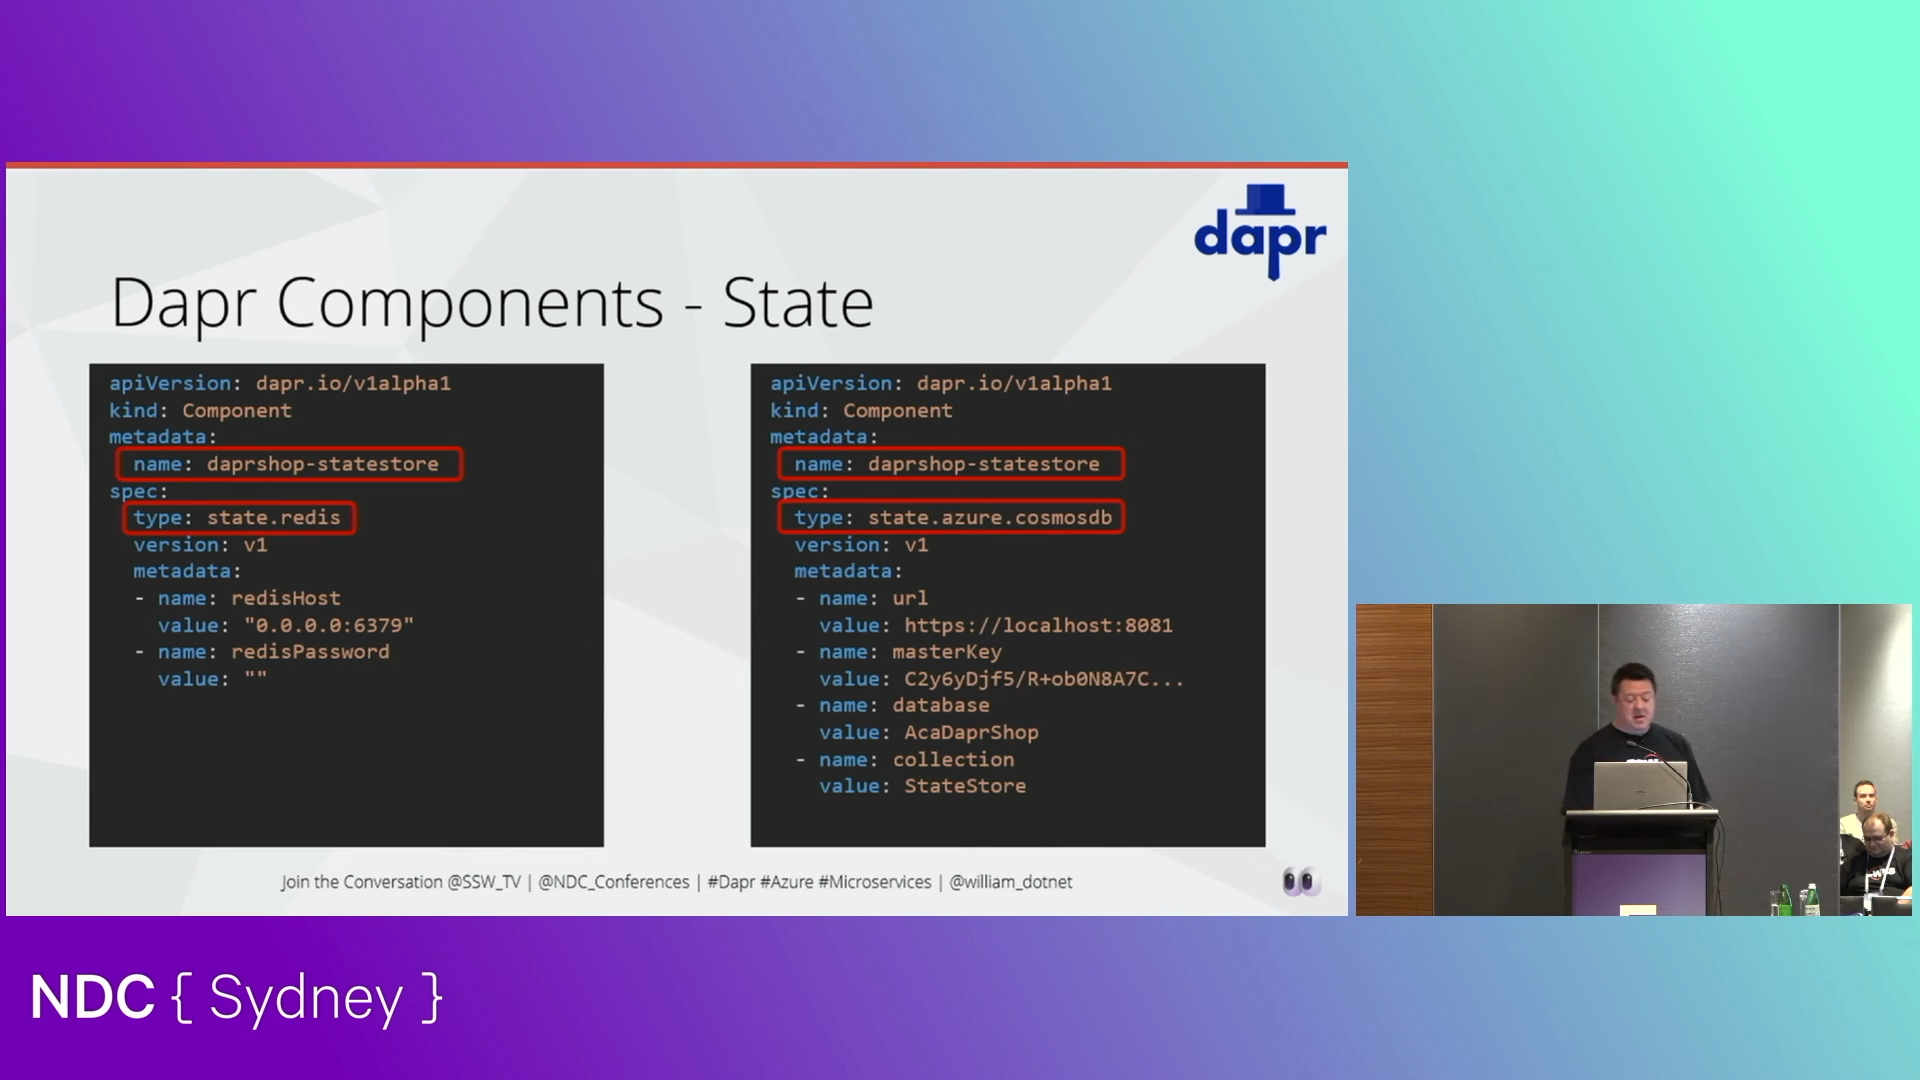 dapr
Dapr Components - State
apiVersion: dapr.io/v1alpha1
kind: Component
metadata:
name: daprshop-statestore
spec:
type: state.redis
version: v1
metadata:
- name: redisHost
value: "0.0.0.0:6379"
- name: redisPassword
value: ""
apiVersion: dapr.io/v1alpha1
kind: Component
metadata:
name: daprshop-statestore
spec:
type: state.azure.cosmosdb
version: v1
metadata:
- name: url
value: https://localhost:8081
- name: masterKey
value: C2y6yDjf5/R+ob0N8A7C...
- name: database
value: AcaDaprShop
- name: collection
value: StateStore
Join the Conversation @SSW_TV | @NDC_Conferences | #Dapr #Azure #Microservices | @william_dotnet
NDC { Sydney }